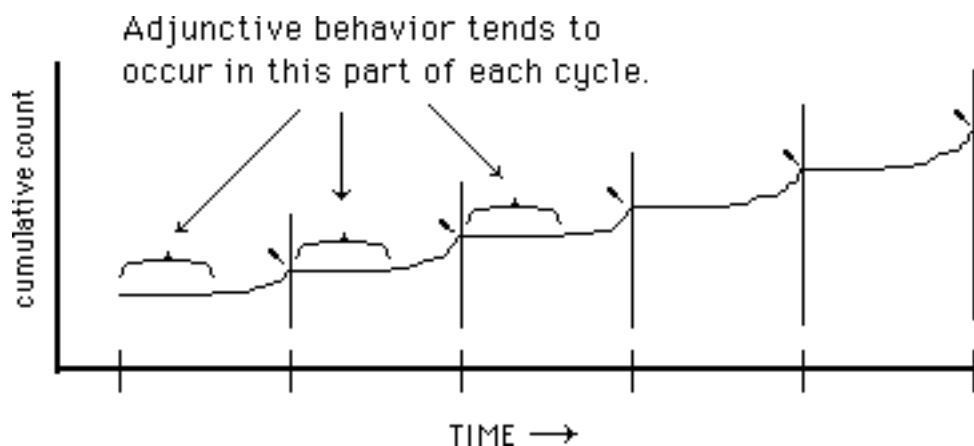 Adjunctive behavior tends to
occur in this part of each cycle.
cumulative count
TIME